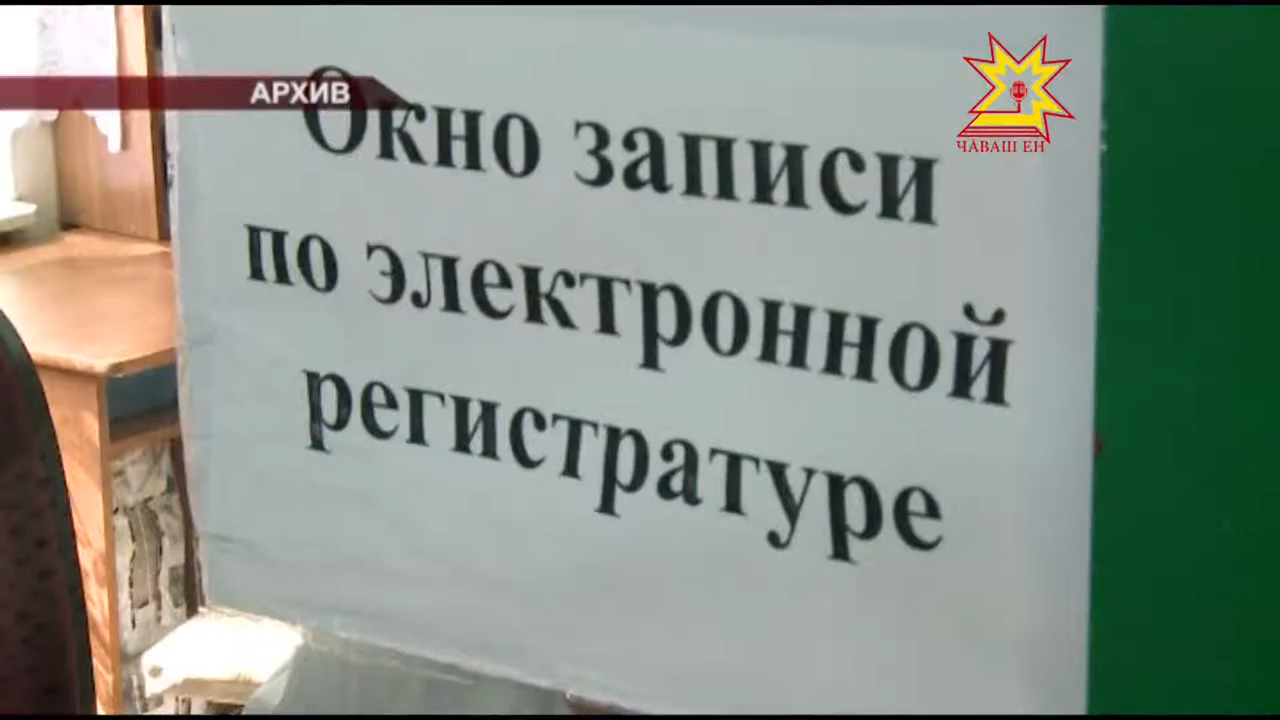 АРХИВ
Окно записи
по электронной
регистратуре
ЧӐВАШ ЕН